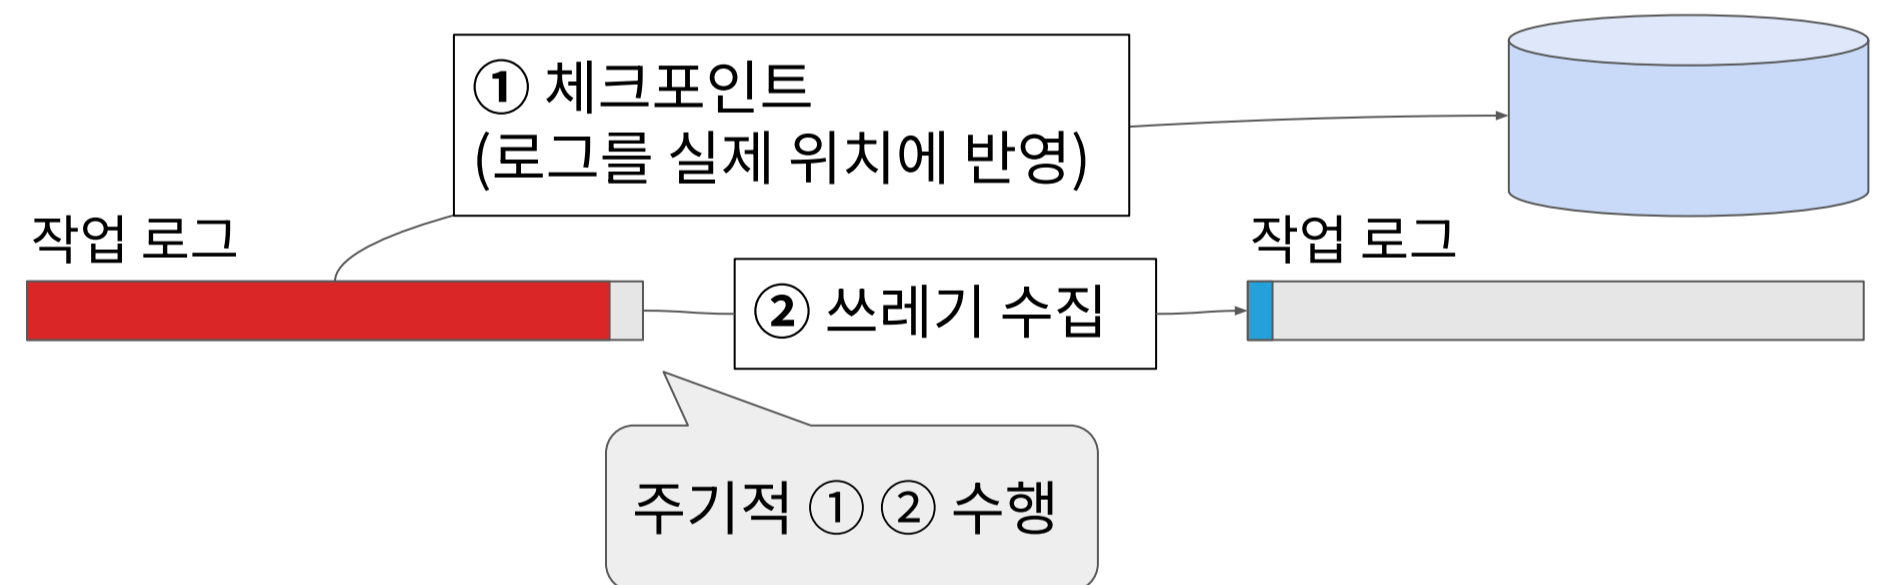 ① 체크포인트
(로그를 실제 위치에 반영)
작업 로그
작업 로그
② 쓰레기 수집
주기적 ① ② 수행